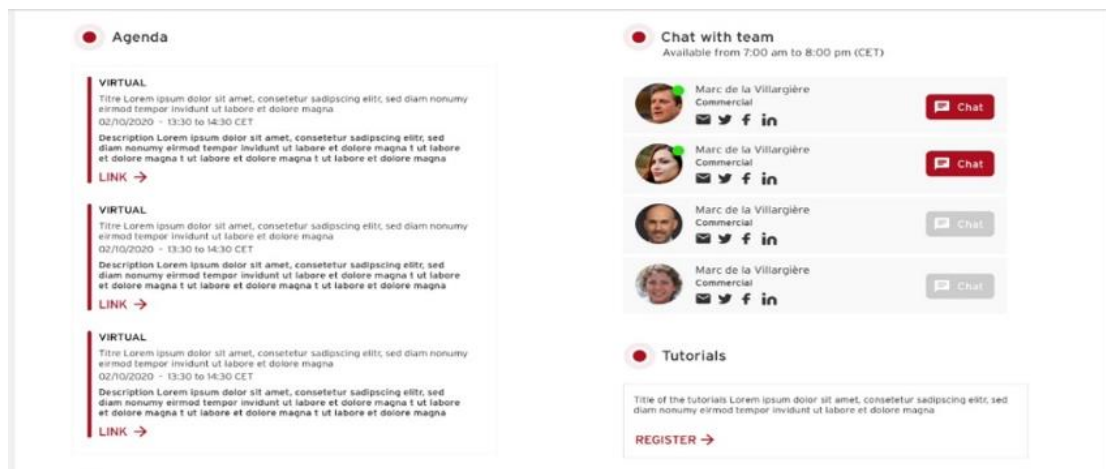 Agenda
VIRTUAL
Titre Lorem ipsum dolor sit amet, consetetur sadipscing elitr, sed diam nonumy
eirmod tempor invidunt ut labore et dolore magna
02/10/2020 - 13:30 to 14:30 CET
Description Lorem ipsum dolor sit amet, consetetur sadipscing elitr, sed
diam nonumy eirmod tempor invidunt ut labore et dolore magna t ut labore
et dolore magna t ut labore et dolore magna t ut labore et dolore magna
LINK →
VIRTUAL
Titre Lorem ipsum dolor sit amet, consetetur sadipscing elitr, sed diam nonumy
eirmod tempor invidunt ut labore et dolore magna
02/10/2020 - 13:30 to 14:30 CET
Description Lorem ipsum dolor sit amet, consetetur sadipscing elitr, sed
diam nonumy eirmod tempor invidunt ut labore et dolore magna t ut labore
et dolore magna t ut labore et dolore magna t ut labore et dolore magna
LINK →
VIRTUAL
Titre Lorem ipsum dolor sit amet, consetetur sadipscing elitr, sed diam nonumy
eirmod tempor invidunt ut labore et dolore magna
02/10/2020 - 13:30 to 14:30 CET
Description Lorem ipsum dolor sit amet, consetetur sadipscing elitr, sed
diam nonumy eirmod tempor invidunt ut labore et dolore magna t ut labore
et dolore magna t ut labore et dolore magna t ut labore et dolore magna
LINK →
Chat with team
Available from 7:00 am to 8:00 pm (CET)
Marc de la Villargière
Commercial
Chat
Marc de la Villargière
Commercial
Chat
Marc de la Villargière
Commercial
Chat
Marc de la Villargière
Commercial
Chat
Tutorials
Title of the tutorials Lorem ipsum dolor sit amet, consetetur sadipscing elitr, sed
diam nonumy eirmod tempor invidunt ut labore et dolore magna
REGISTER →